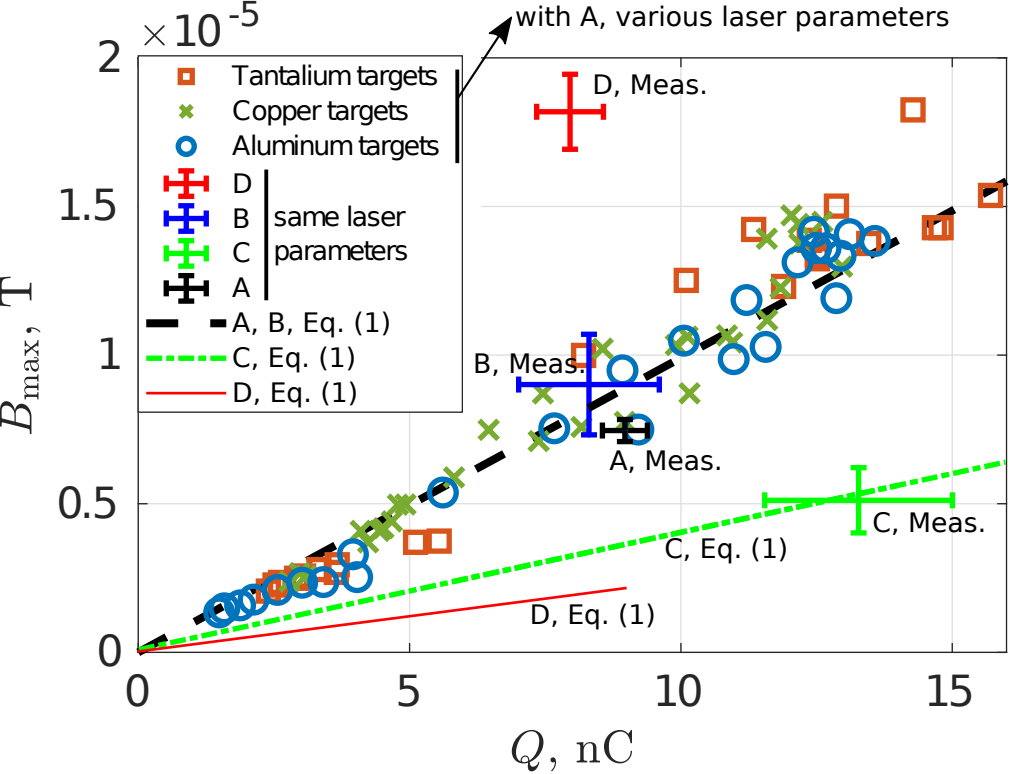 ×10⁻⁵
with A, various laser parameters
2
1.5
1
0.5
0
B_max, T
Tantalium targets
Copper targets
Aluminum targets
D
B
C
A
same laser
parameters
A, B, Eq. (1)
C, Eq. (1)
D, Eq. (1)
D, Meas.
B, Meas.
A, Meas.
C, Meas.
C, Eq. (1)
D, Eq. (1)
0 5 10 15
Q, nC